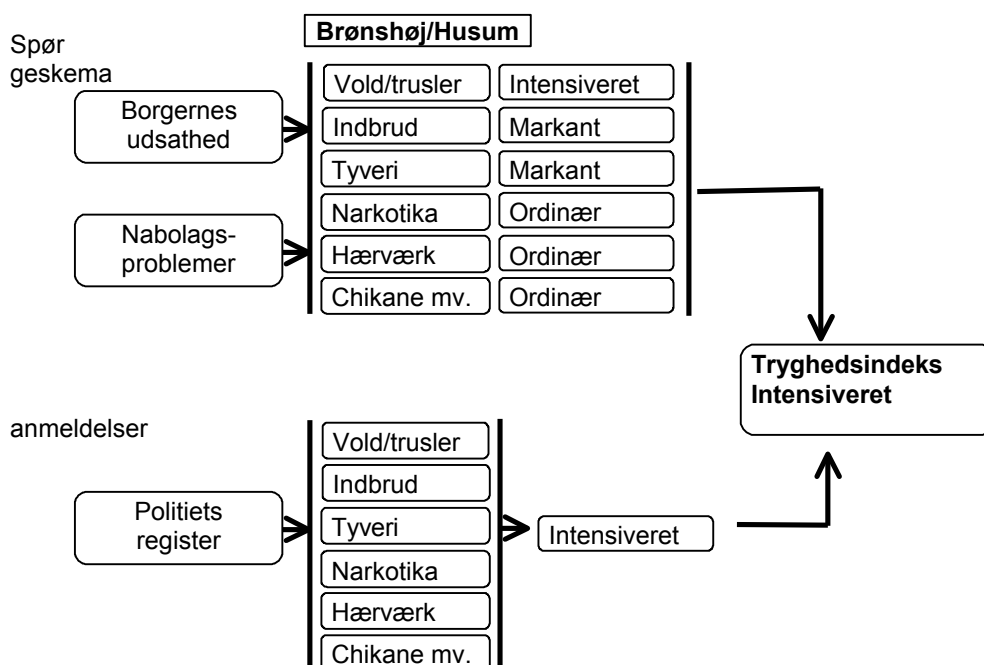 Brønshøj/Husum
Spør
geskema
Borgernes
udsathed
Nabolags-
problemer
Vold/trusler Intensiveret
Indbrud Markant
Tyveri Markant
Narkotika Ordinær
Hærværk Ordinær
Chikane mv. Ordinær
Tryghedsindeks
Intensiveret
anmeldelser
Politiets
register
Vold/trusler
Indbrud
Tyveri
Narkotika
Hærværk
Chikane mv.
Intensiveret